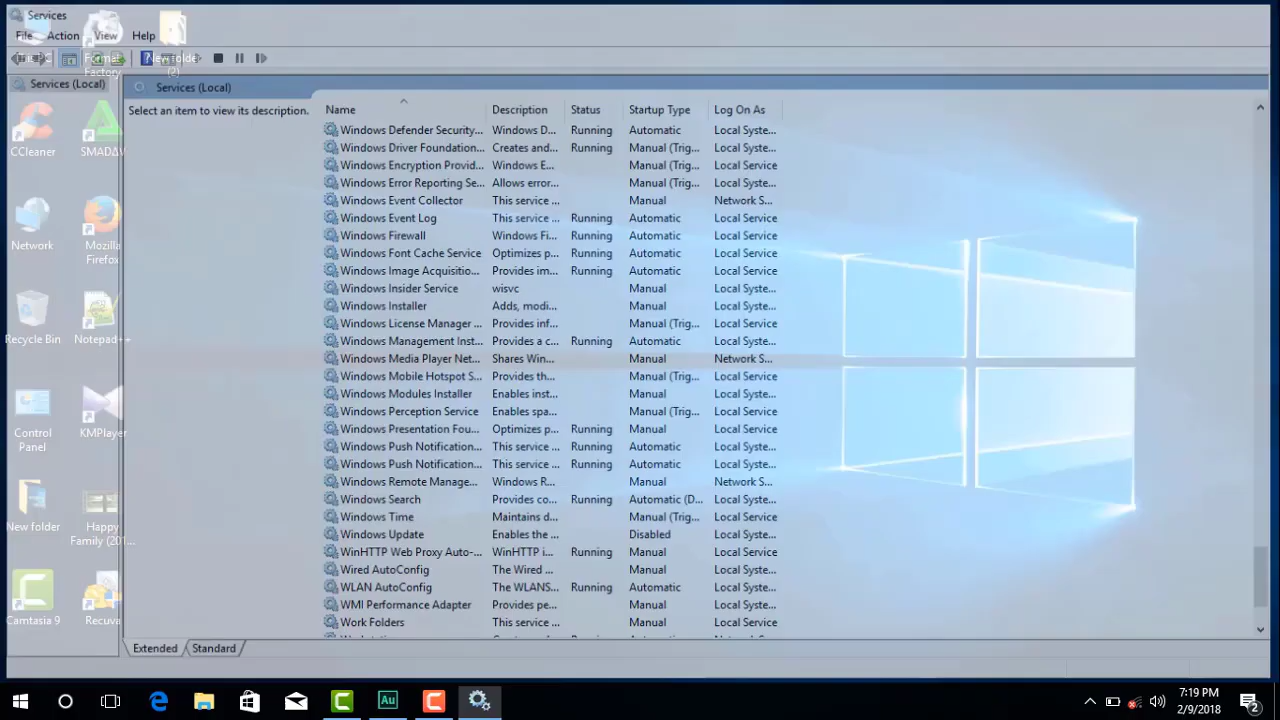 Services
File Action View Help
Services (Local)
Services (Local)
Select an item to view its description.
Name Description Status Startup Type Log On As
Windows Defender Security... Windows D... Running Automatic Local Syste...
Windows Driver Foundation... Creates and... Running Manual (Trig... Local Syste...
Windows Encryption Provid... Windows E... Manual (Trig... Local Service
Windows Error Reporting Se... Allows error... Manual (Trig... Local Syste...
Windows Event Collector This service ... Manual Network S...
Windows Event Log This service ... Running Automatic Local Service
Windows Firewall Windows Fi... Running Automatic Local Service
Windows Font Cache Service Optimizes p... Running Automatic Local Service
Windows Image Acquisitio... Provides im... Running Automatic Local Service
Windows Insider Service wisvc Manual Local Syste...
Windows Installer Adds, modi... Manual Local Syste...
Windows License Manager ... Provides inf... Manual (Trig... Local Service
Windows Management Inst... Provides a c... Running Automatic Local Syste...
Windows Media Player Net... Shares Win... Manual Network S...
Windows Mobile Hotspot S... Provides th... Manual (Trig... Local Service
Windows Modules Installer Enables inst... Manual Local Syste...
Windows Perception Service Enables spa... Manual (Trig... Local Service
Windows Presentation Fou... Optimizes p... Running Manual Local Service
Windows Push Notification... This service ... Running Automatic Local Syste...
Windows Push Notification... This service ... Running Automatic Local Syste...
Windows Remote Manage... Windows R... Manual Network S...
Windows Search Provides co... Running Automatic (D... Local Syste...
Windows Time Maintains d... Manual (Trig... Local Service
Windows Update Enables the ... Disabled Local Syste...
WinHTTP Web Proxy Auto-... WinHTTP i... Running Manual Local Service
Wired AutoConfig The Wired ... Manual Local Syste...
WLAN AutoConfig The WLANS... Running Automatic Local Syste...
WMI Performance Adapter Provides pe... Manual Local Syste...
Work Folders This service ... Manual Local Service
Extended Standard
Format Factory
New folder (2)
CCleaner
Network
Mozilla Firefox
Recycle Bin
Notepad++
Control Panel
KMPlayer
New folder
Happy Family (201...
Camtasia 9
Recuva
Au
7:19 PM
2/9/2018
2